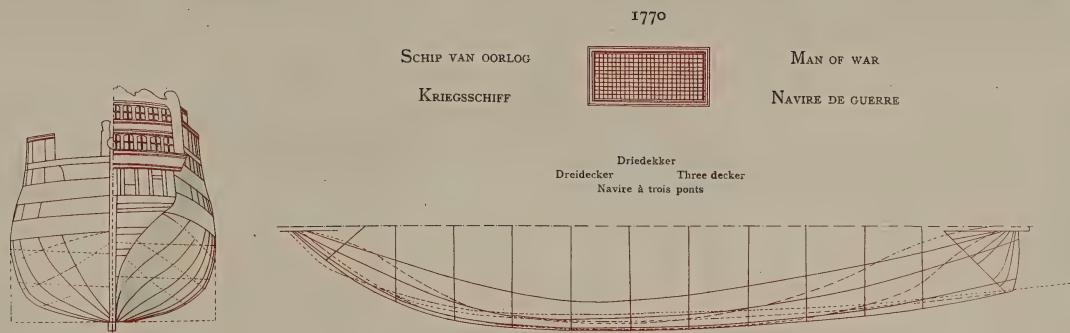 1770
Schip van oorlog
Man of war
Kriegsschiff
Navire de guerre
Driedekker
Dreidecker Three decker
Navire à trois ponts